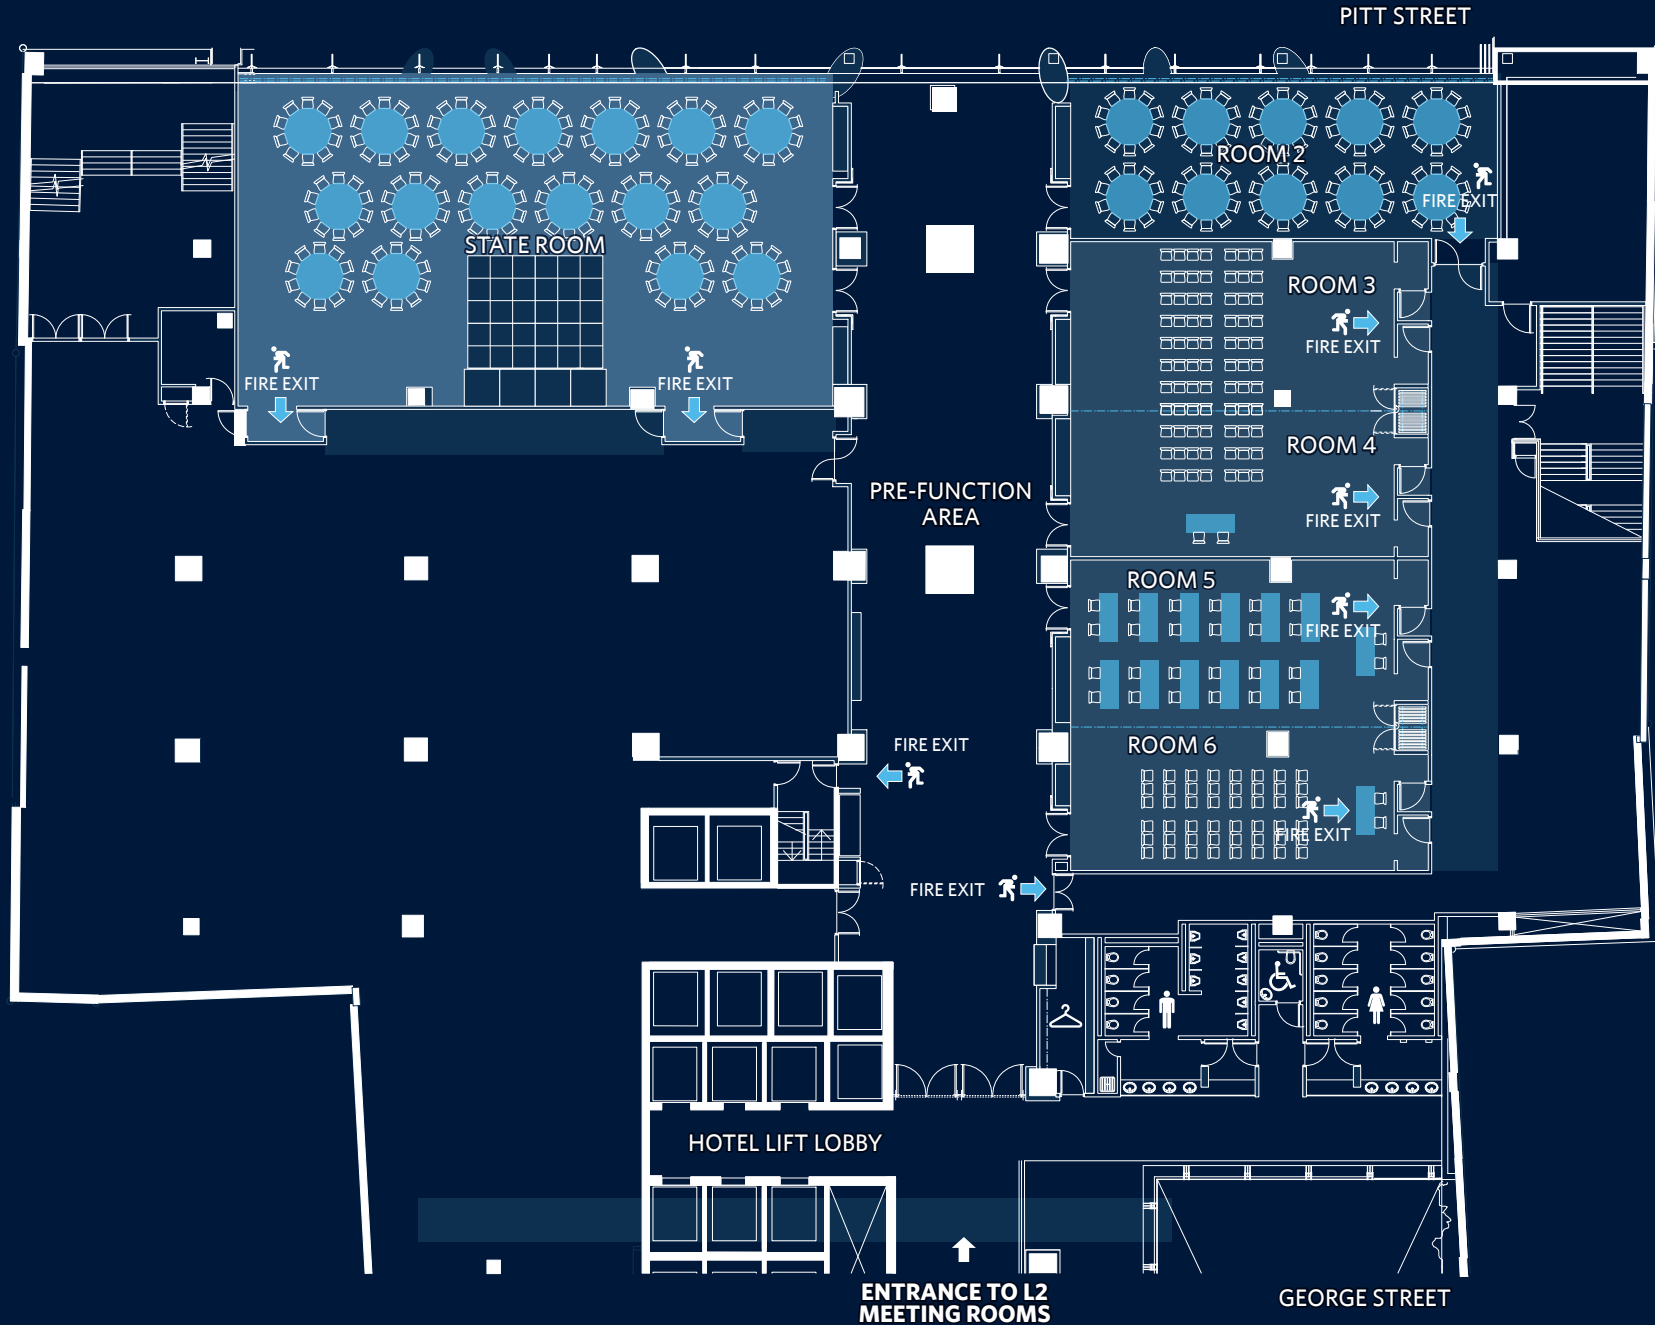 PITT STREET
ROOM 2
FIRE EXIT
STATE ROOM
ROOM 3
FIRE EXIT
FIRE EXIT
FIRE EXIT
ROOM 4
PRE-FUNCTION
AREA
FIRE EXIT
ROOM 5
FIRE EXIT
ROOM 6
FIRE EXIT
FIRE EXIT
FIRE EXIT
HOTEL LIFT LOBBY
ENTRANCE TO L2
MEETING ROOMS
GEORGE STREET